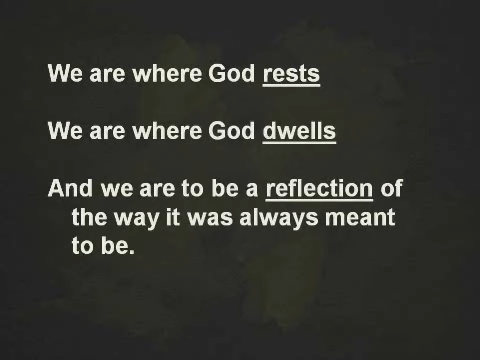 We are where God rests
We are where God dwells
And we are to be a reflection of
the way it was always meant
to be.